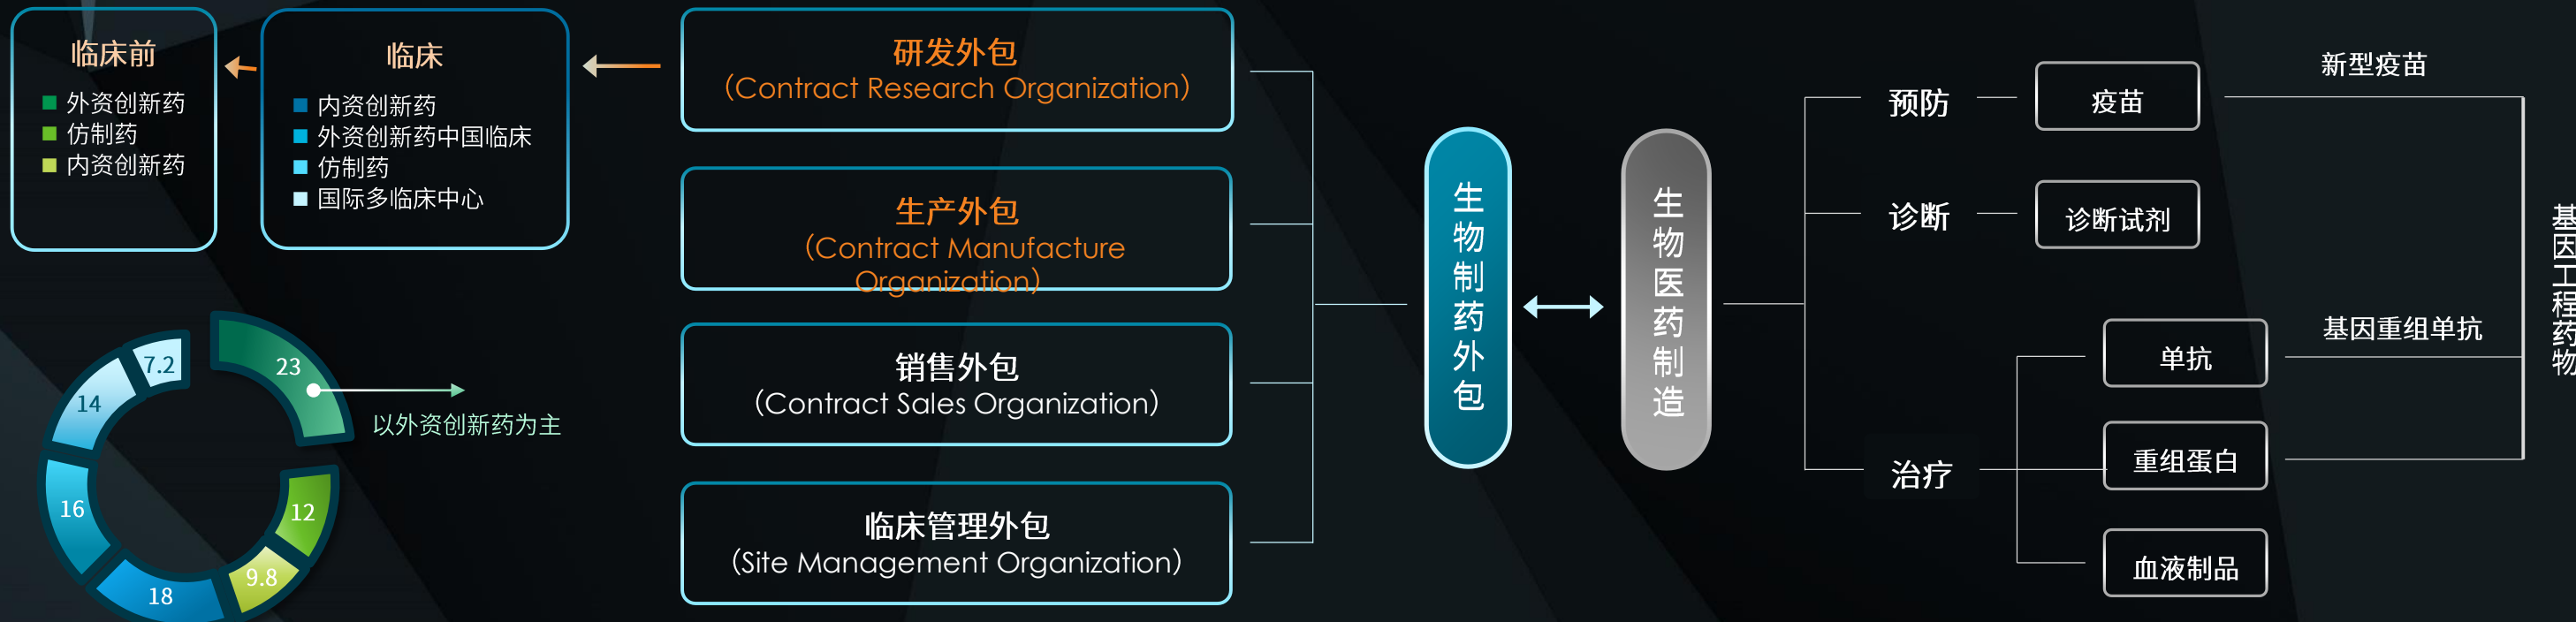 临床前
外资创新药
仿制药
内资创新药
临床
内资创新药
外资创新药中国临床
仿制药
国际多临床中心
7.2
23
14
16
18
9.8
12
以外资创新药为主
研发外包
（Contract Research Organization）
生产外包
（Contract Manufacture
Organization）
销售外包
（Contract Sales Organization）
临床管理外包
（Site Management Organization）
生物制药外包
生物医药制造
预防
诊断
治疗
疫苗
诊断试剂
单抗
重组蛋白
血液制品
新型疫苗
基因重组单抗
基因工程药物